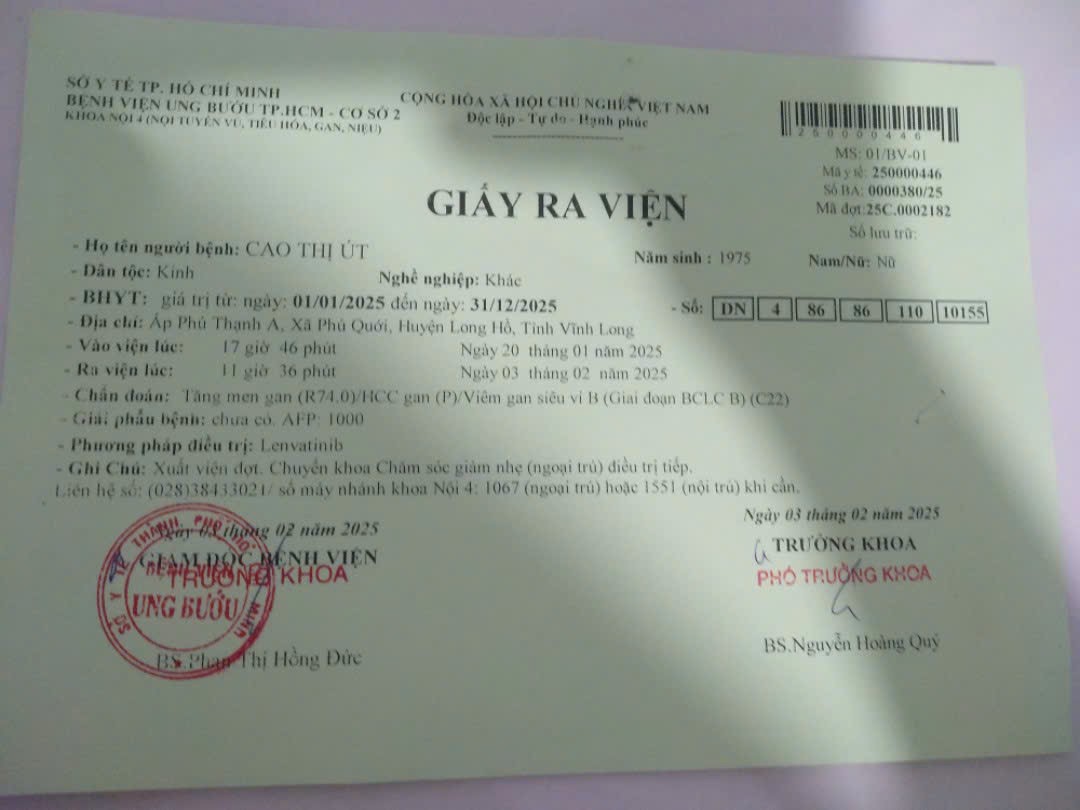 SỞ Y TẾ TP. HỒ CHÍ MINH
BỆNH VIỆN UNG BƯỚU TP.HCM - CƠ SỞ 2
KHOA NỘI 4 (NỘI TUYẾN VÚ, TIÊU HÓA, GAN, NIỆU)
CỘNG HÒA XÃ HỘI CHỦ NGHĨA VIỆT NAM
Độc lập - Tự do - Hạnh phúc
250000446
MS: 01/BV-01
Mã y tế: 250000446
Số BA: 0000380/25
Mã đợt:25C.0002182
Số lưu trữ:
GIẤY RA VIỆN
- Họ tên người bệnh: CAO THỊ ÚT Năm sinh : 1975 Nam/Nữ: Nữ
- Dân tộc: Kinh Nghề nghiệp: Khác
- BHYT: giá trị từ: ngày: 01/01/2025 đến ngày: 31/12/2025 - Số: DN 4 86 86 110 10155
- Địa chỉ: Ấp Phú Thạnh A, Xã Phú Quới, Huyện Long Hồ, Tỉnh Vĩnh Long
- Vào viện lúc: 17 giờ 46 phút Ngày 20 tháng 01 năm 2025
- Ra viện lúc: 11 giờ 36 phút Ngày 03 tháng 02 năm 2025
- Chẩn đoán: Tăng men gan (R74.0)/HCC gan (P)/Viêm gan siêu vi B (Giai đoạn BCLC B) (C22)
- Giải phẫu bệnh: chưa có. AFP: 1000
- Phương pháp điều trị: Lenvatinib
- Ghi Chú: Xuất viện đợt. Chuyển khoa Chăm sóc giảm nhẹ (ngoại trú) điều trị tiếp.
Liên hệ số: (028)38433021/ số máy nhánh khoa Nội 4: 1067 (ngoại trú) hoặc 1551 (nội trú) khi cần.
Ngày 03 tháng 02 năm 2025
GIÁM ĐỐC BỆNH VIỆN
TRƯỞNG KHOA
SỞ Y TẾ THÀNH PHỐ HỒ MINH
BỆNH VIỆN
UNG BƯỚU
BS.Phan Thị Hồng Đức
Ngày 03 tháng 02 năm 2025
TRƯỞNG KHOA
PHÓ TRƯỞNG KHOA
BS.Nguyễn Hoàng Quý